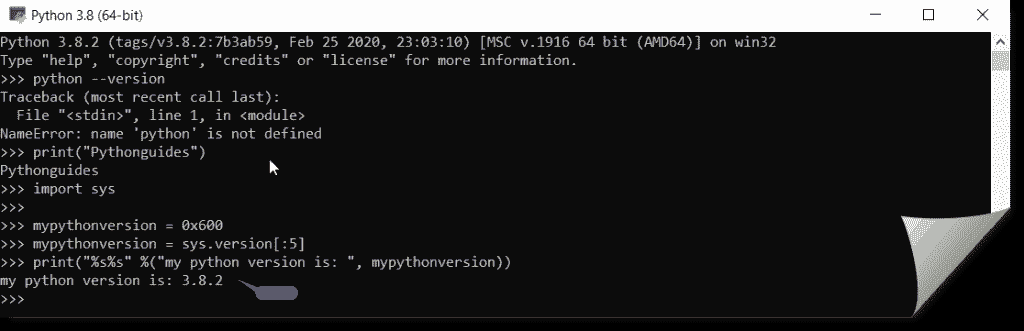 Python 3.8 (64-bit)
Python 3.8.2 (tags/v3.8.2:7b3ab59, Feb 25 2020, 23:03:10) [MSC v.1916 64 bit (AMD64)] on win32
Type "help", "copyright", "credits" or "license" for more information.
>>> python --version
Traceback (most recent call last):
  File "<stdin>", line 1, in <module>
NameError: name 'python' is not defined
>>> print("Pythonguides")
Pythonguides
>>> import sys
>>>
>>> mypythonversion = 0x600
>>> mypythonversion = sys.version[:5]
>>> print("%s%s" %("my python version is: ", mypythonversion))
my python version is: 3.8.2
>>>